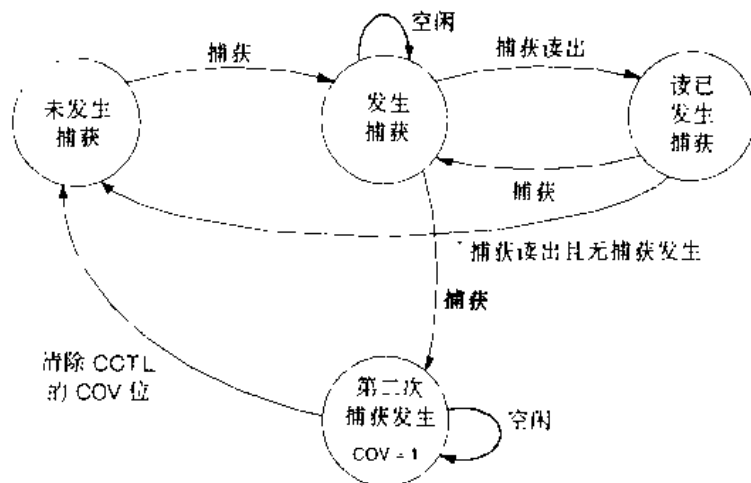 空闲
捕获
捕获读出
未发生
捕获
发生
捕获
读已
发生
捕获
捕获
捕获读出且无捕获发生
捕获
清除 CCTL
的 COV 位
第二次
捕获发生
COV = 1
空闲